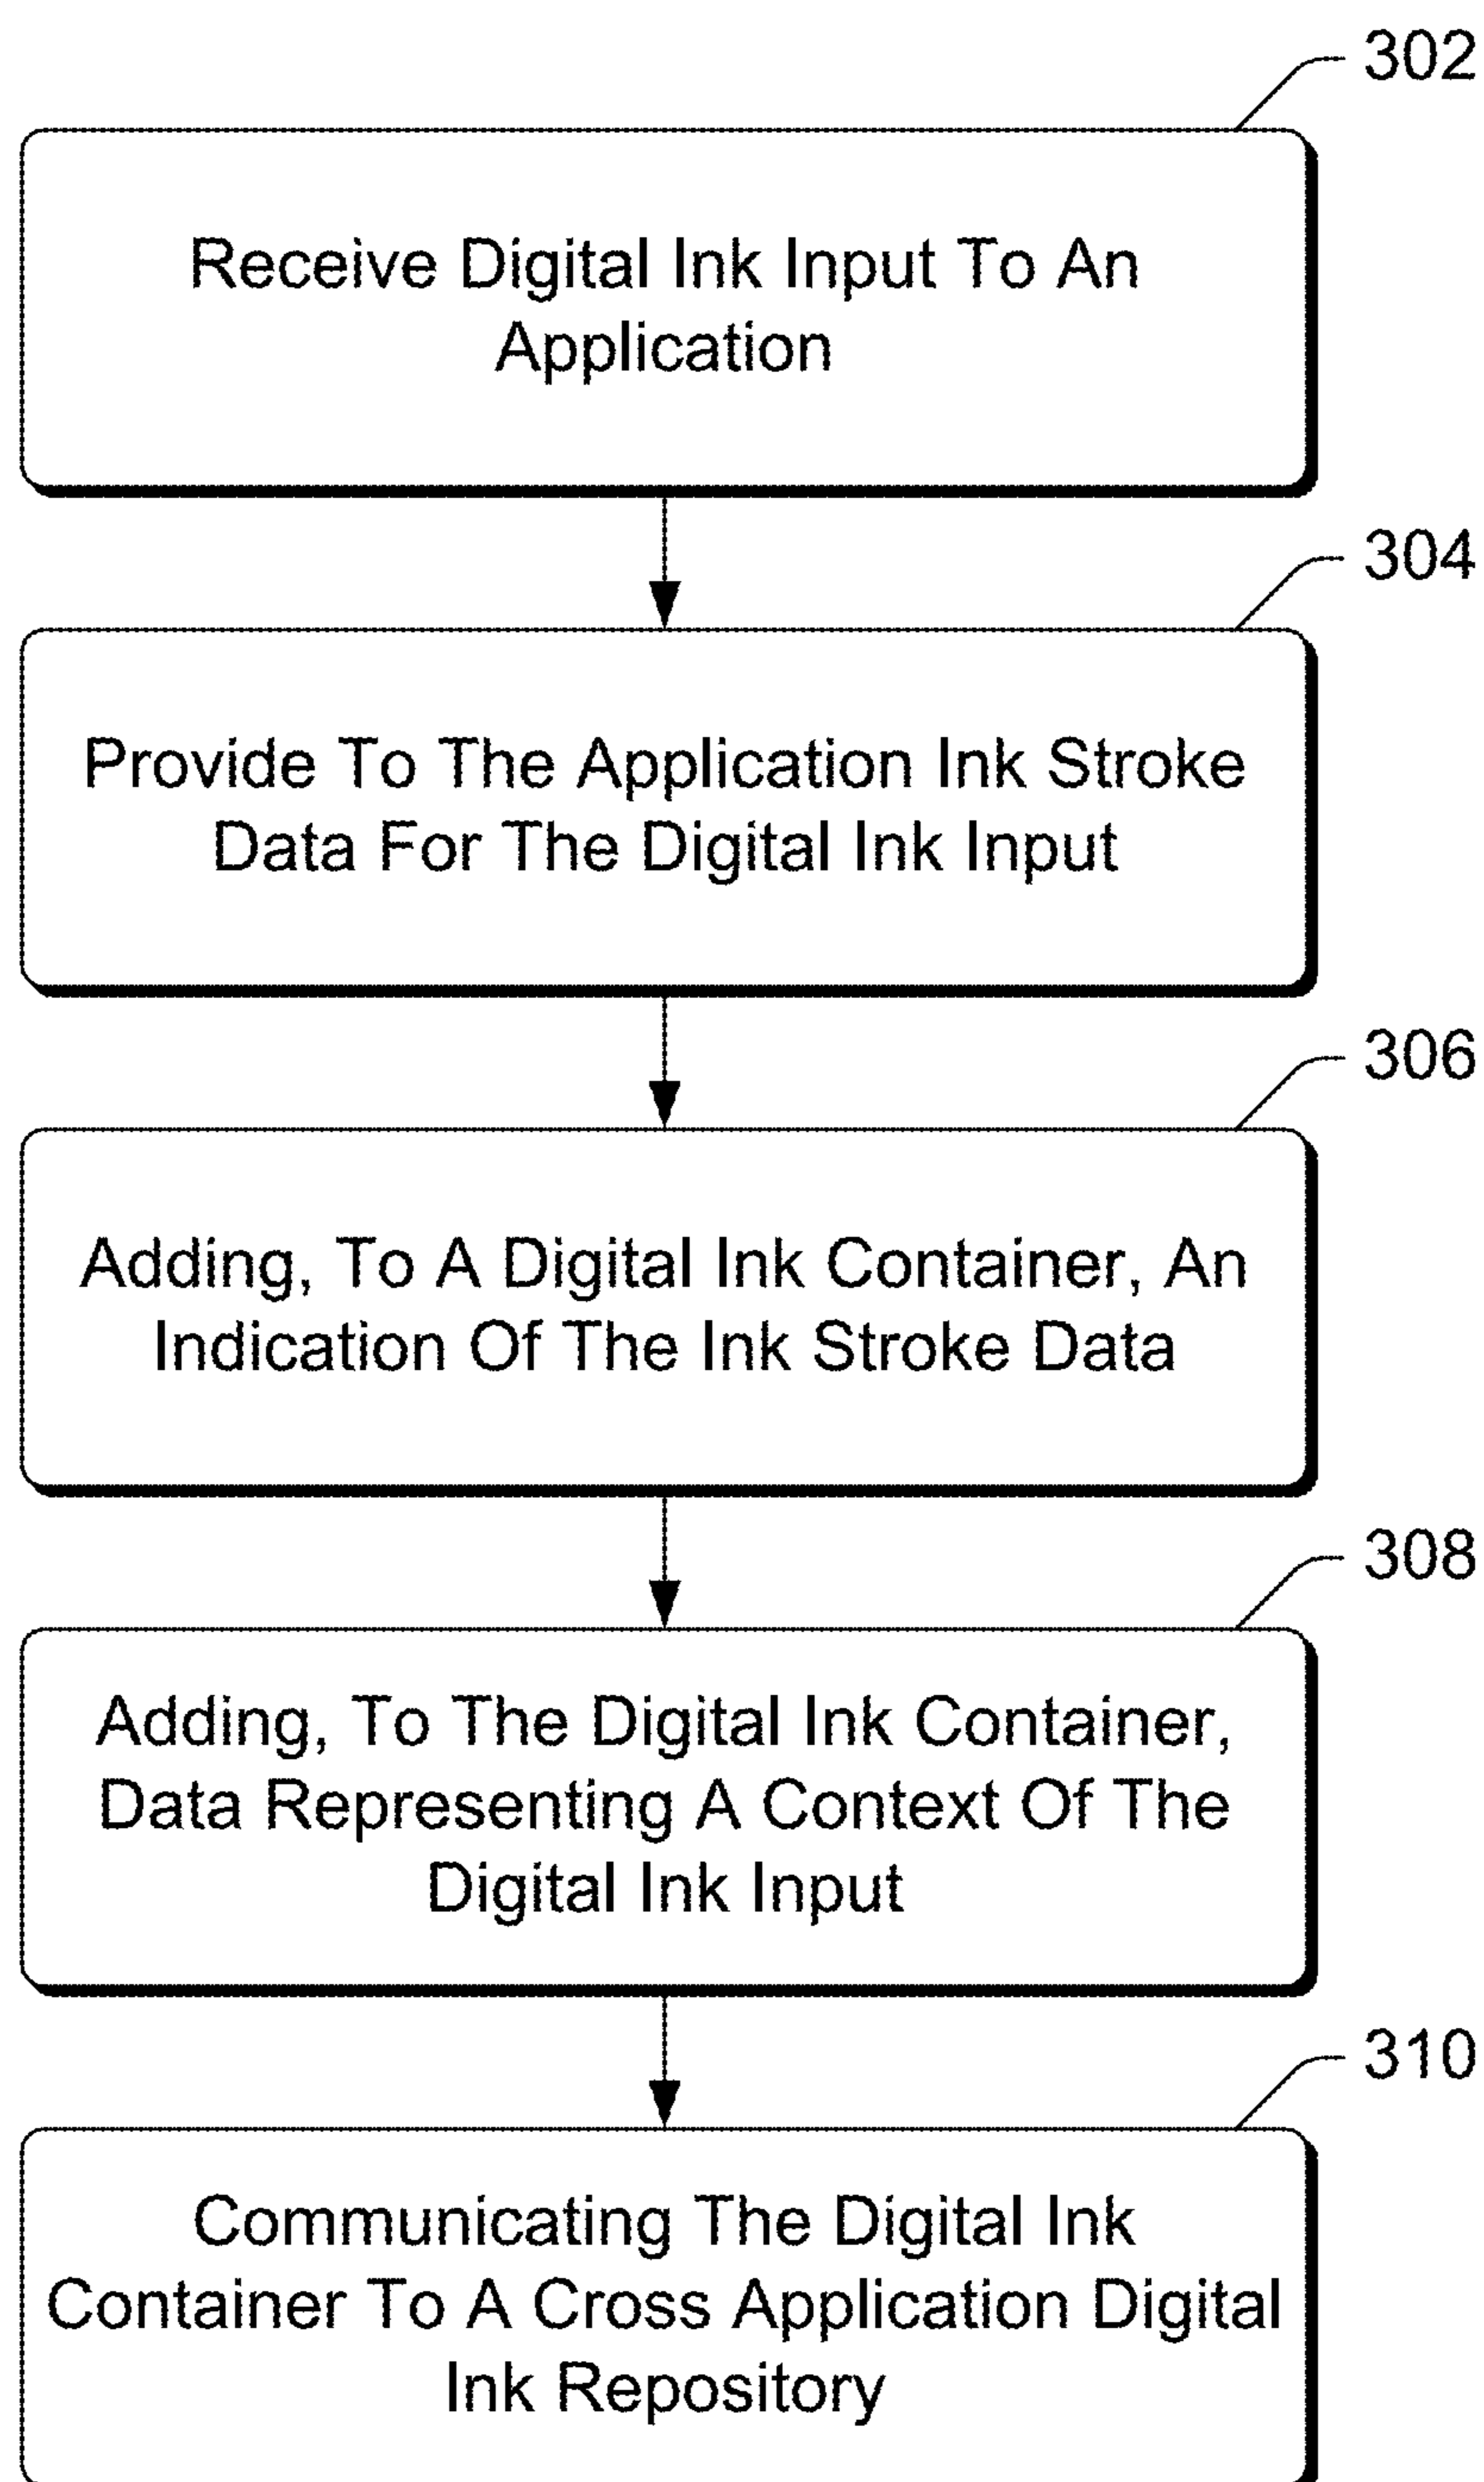 302
Receive Digital Ink Input To An
Application
304
Provide To The Application Ink Stroke
Data For The Digital Ink Input
306
Adding, To A Digital Ink Container, An
Indication Of The Ink Stroke Data
308
Adding, To The Digital Ink Container,
Data Representing A Context Of The
Digital Ink Input
310
Communicating The Digital Ink
Container To A Cross Application Digital
Ink Repository